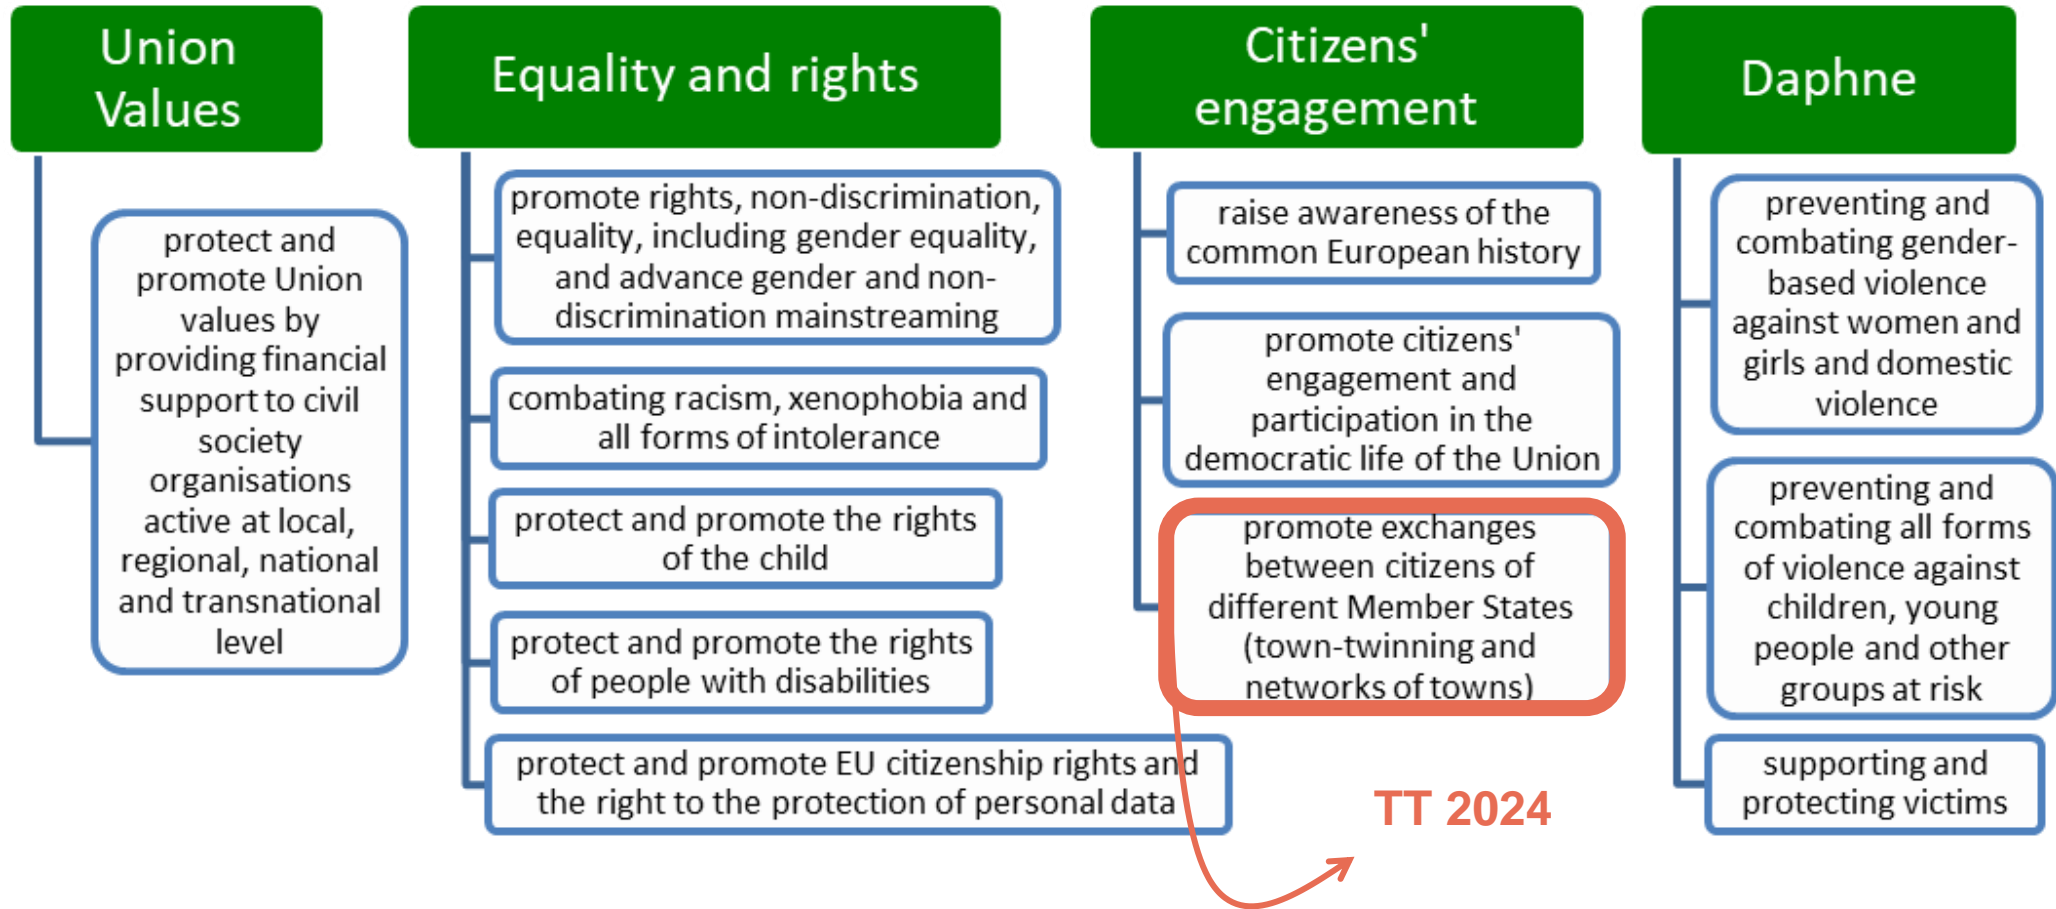 Union
Values
protect and
promote Union
values by
providing financial
support to civil
society
organisations
active at local,
regional, national
and transnational
level
Equality and rights
promote rights, non-discrimination,
equality, including gender equality,
and advance gender and non-
discrimination mainstreaming
combating racism, xenophobia and
all forms of intolerance
protect and promote the rights
of the child
protect and promote the rights
of people with disabilities
protect and promote EU citizenship rights and
the right to the protection of personal data
Citizens'
engagement
raise awareness of the
common European history
promote citizens'
engagement and
participation in the
democratic life of the Union
promote exchanges
between citizens of
different Member States
(town-twinning and
networks of towns)
TT 2024
Daphne
preventing and
combating gender-
based violence
against women and
girls and domestic
violence
preventing and
combating all forms
of violence against
children, young
people and other
groups at risk
supporting and
protecting victims